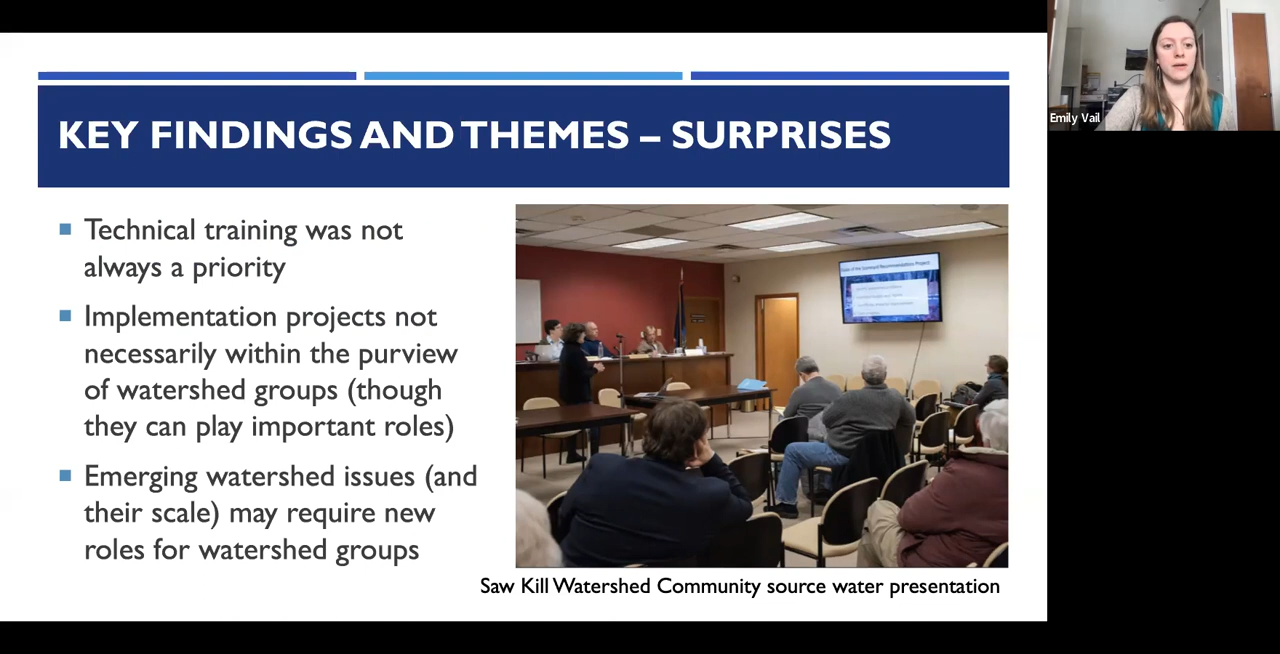 KEY FINDINGS AND THEMES – SURPRISES
Emily Vail
■ Technical training was not
always a priority
■ Implementation projects not
necessarily within the purview
of watershed groups (though
they can play important roles)
■ Emerging watershed issues (and
their scale) may require new
roles for watershed groups
Saw Kill Watershed Community source water presentation